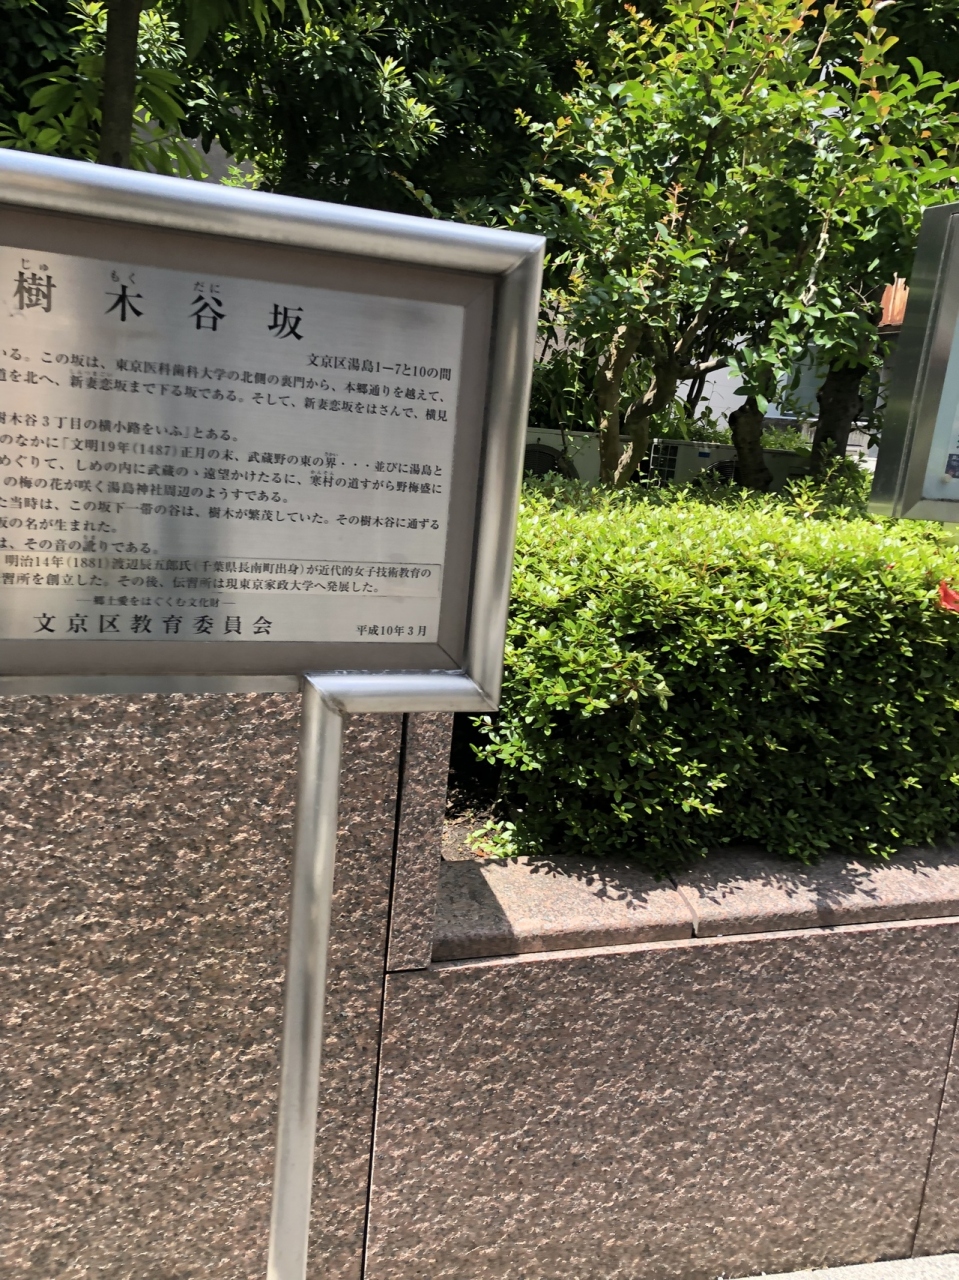 じゅ もく だに
樹木谷坂
文京区湯島1ー7と10の間
いる。この坂は、東京医科歯科大学の北側の裏門から、本郷通りを越えて、
道を北へ、新妻恋坂まで下る坂である。そして、新妻恋坂をはさんで、横見
樹木谷3丁目の横小路をいふ」とある。
のなかに「文明19年(1487)正月の末、武蔵野の東の界・・・並びに湯島と
めぐりて、しめの内に武蔵のゝ遠望かけたるに、寒村の道すがら野梅盛に
の梅の花が咲く湯島神社周辺のようすである。
た当時は、この坂下一帯の谷は、樹木が繁茂していた。その樹木谷に通ずる
坂の名が生まれた。
は、その音の訛りである。
明治14年(1881)渡辺辰五郎氏(千葉県長南町出身)が近代的女子技術教育の
習所を創立した。その後、伝習所は現東京家政大学へ発展した。
―郷土愛をはぐくむ文化財―
文京区教育委員会 平成10年3月